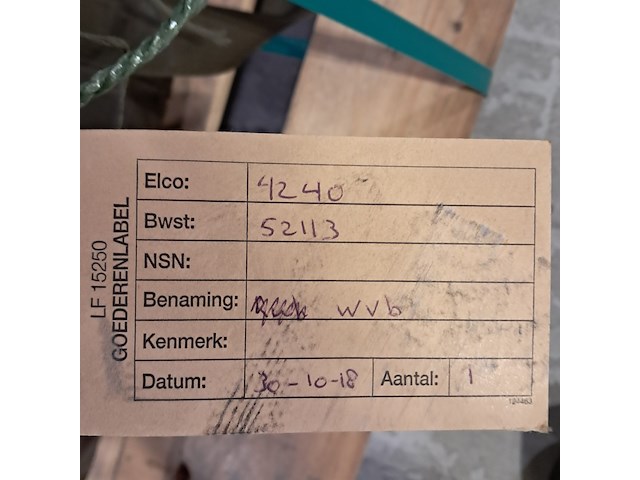 LF 15250
GOEDERENLABEL
Elco: 4240
Bwst: 52113
NSN:
Benaming: wvb
Kenmerk:
Datum: 30-10-18 Aantal: 1